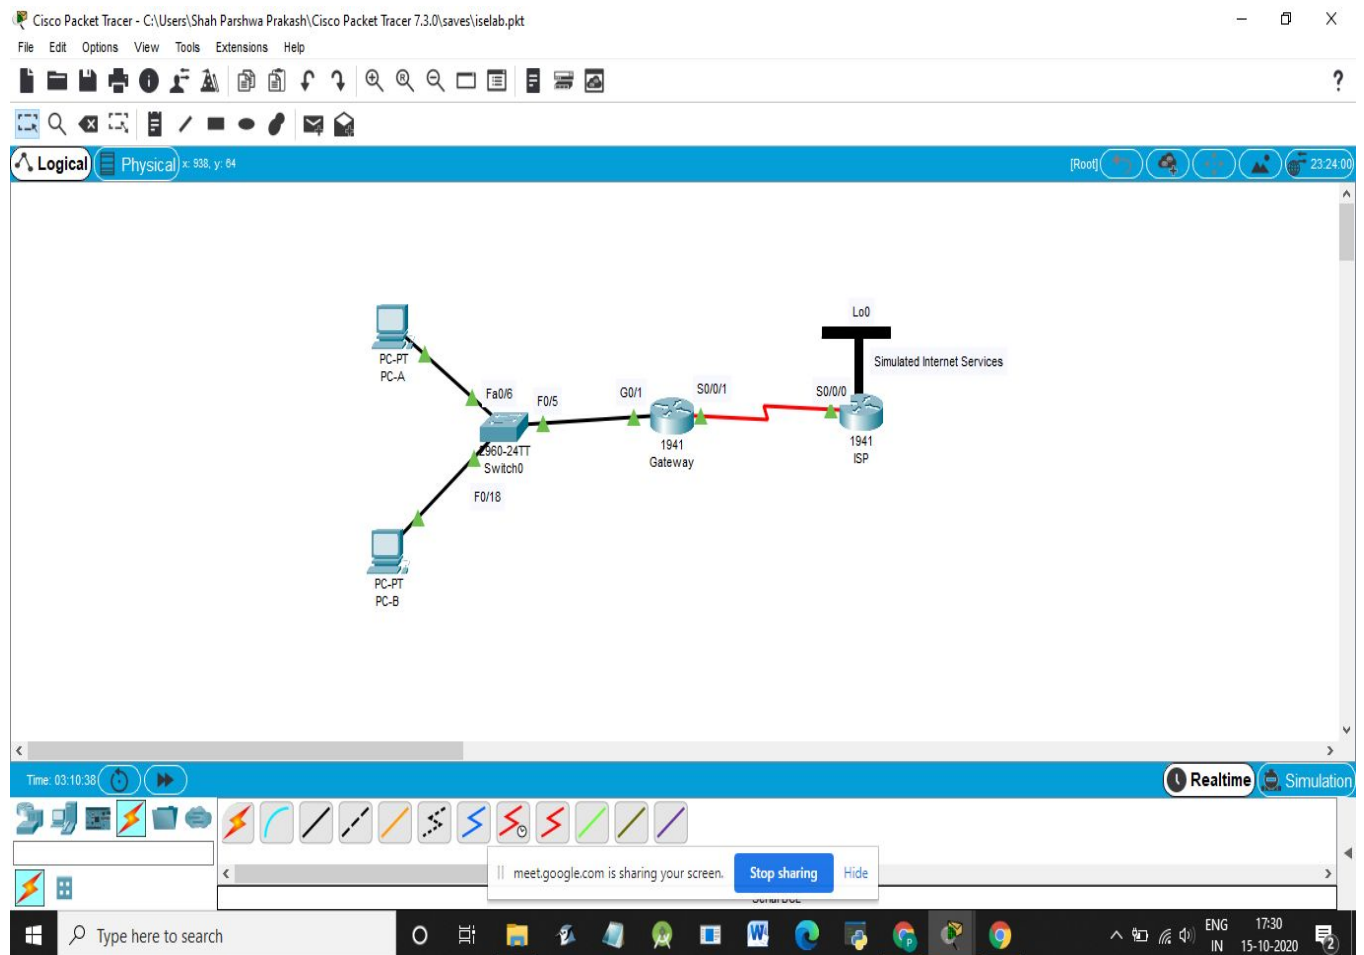 Cisco Packet Tracer - C:\Users\Shah Parshwa Prakash\Cisco Packet Tracer 7.3.0\saves\iselab.pkt
File Edit Options View Tools Extensions Help
Logical Physical x: 938, y: 64 [Root] 23:24:00
Lo0
Simulated Internet Services
PC-PT
PC-A
Fa0/6
F0/5
G0/1
S0/0/1
S0/0/0
2960-24TT
Switch0
1941
Gateway
1941
ISP
F0/18
PC-PT
PC-B
Time: 03:10:38 Realtime Simulation
meet.google.com is sharing your screen. Stop sharing Hide
Type here to search
ENG
IN
17:30
15-10-2020
2